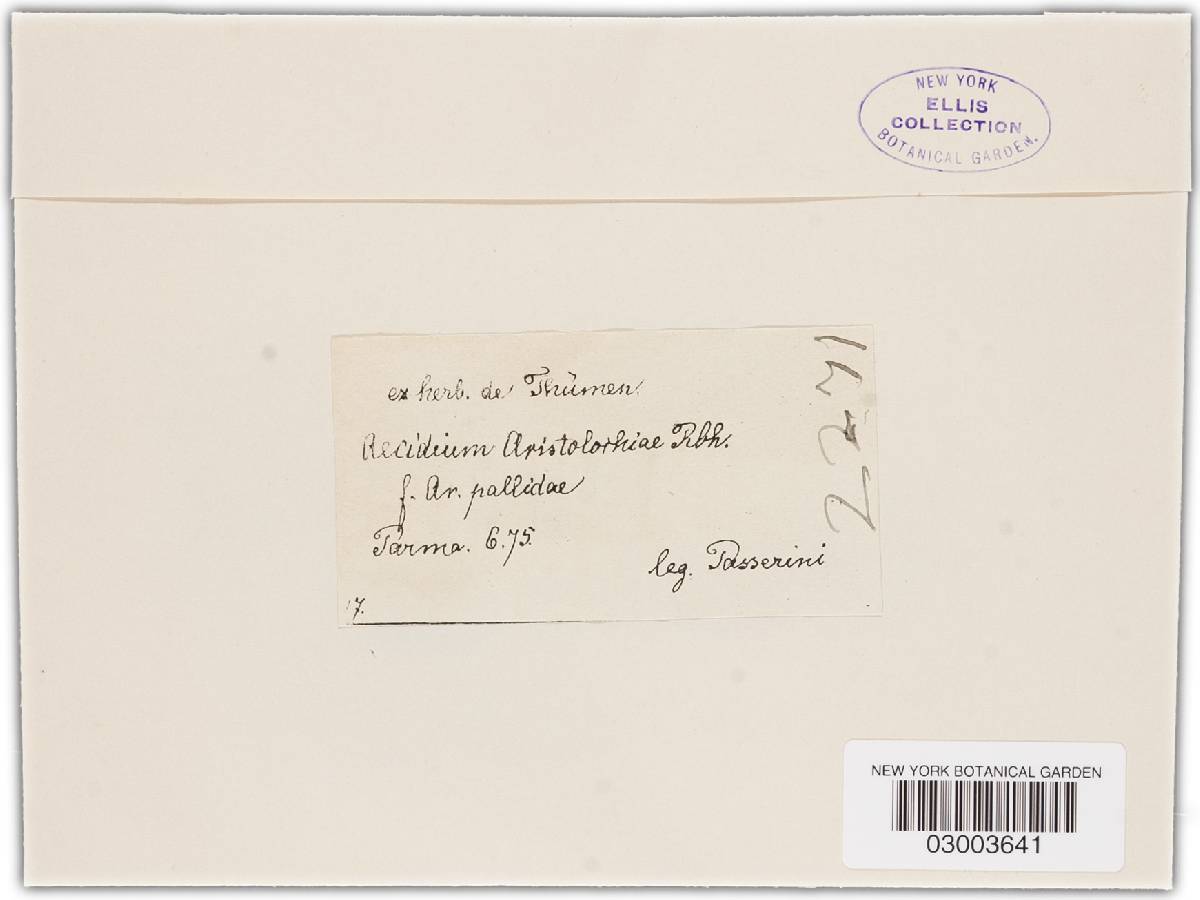 NEW YORK
ELLIS
COLLECTION
BOTANICAL GARDEN.
ex herb. de Thümen
Aecidium Aristolochiae Rbh.
f. Ar. pallidae
Parma. 6.75.
leg. Passerini
17.
2271
NEW YORK BOTANICAL GARDEN
03003641